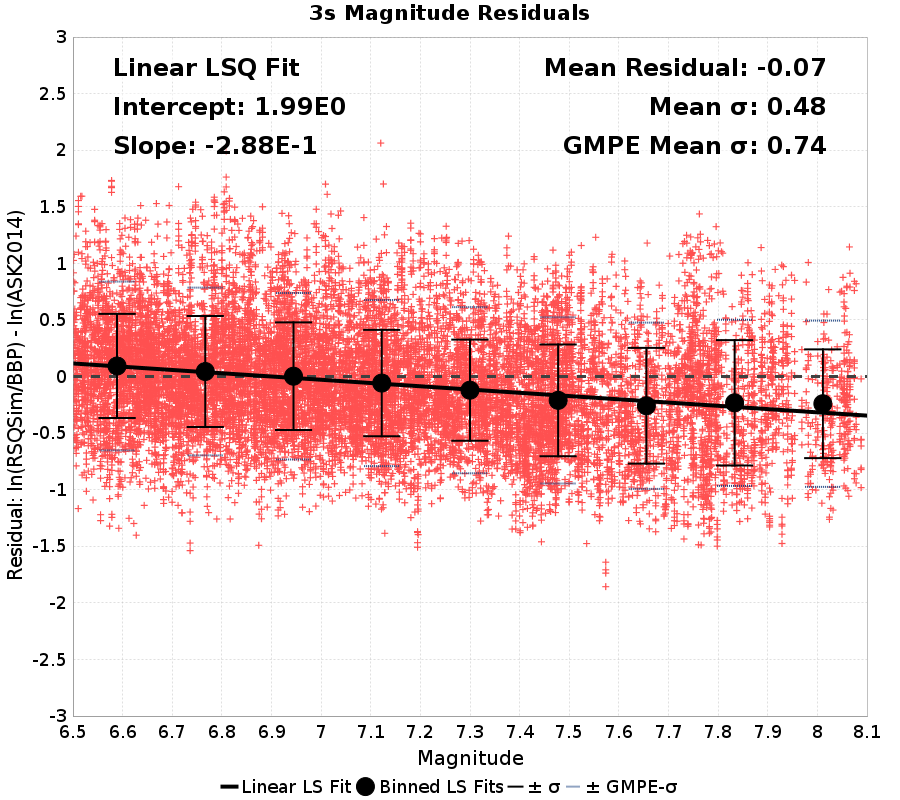 3s Magnitude Residuals
Linear LSQ Fit
Intercept: 1.99E0
Slope: -2.88E-1
Mean Residual: -0.07
Mean σ: 0.48
GMPE Mean σ: 0.74
Residual: ln(RSQSim/BBP) - ln(ASK2014)
3
2.5
2
1.5
1
0.5
0
-0.5
-1
-1.5
-2
-2.5
-3
6.5 6.6 6.7 6.8 6.9 7 7.1 7.2 7.3 7.4 7.5 7.6 7.7 7.8 7.9 8 8.1
Magnitude
Linear LS Fit Binned LS Fits ± σ ± GMPE-σ